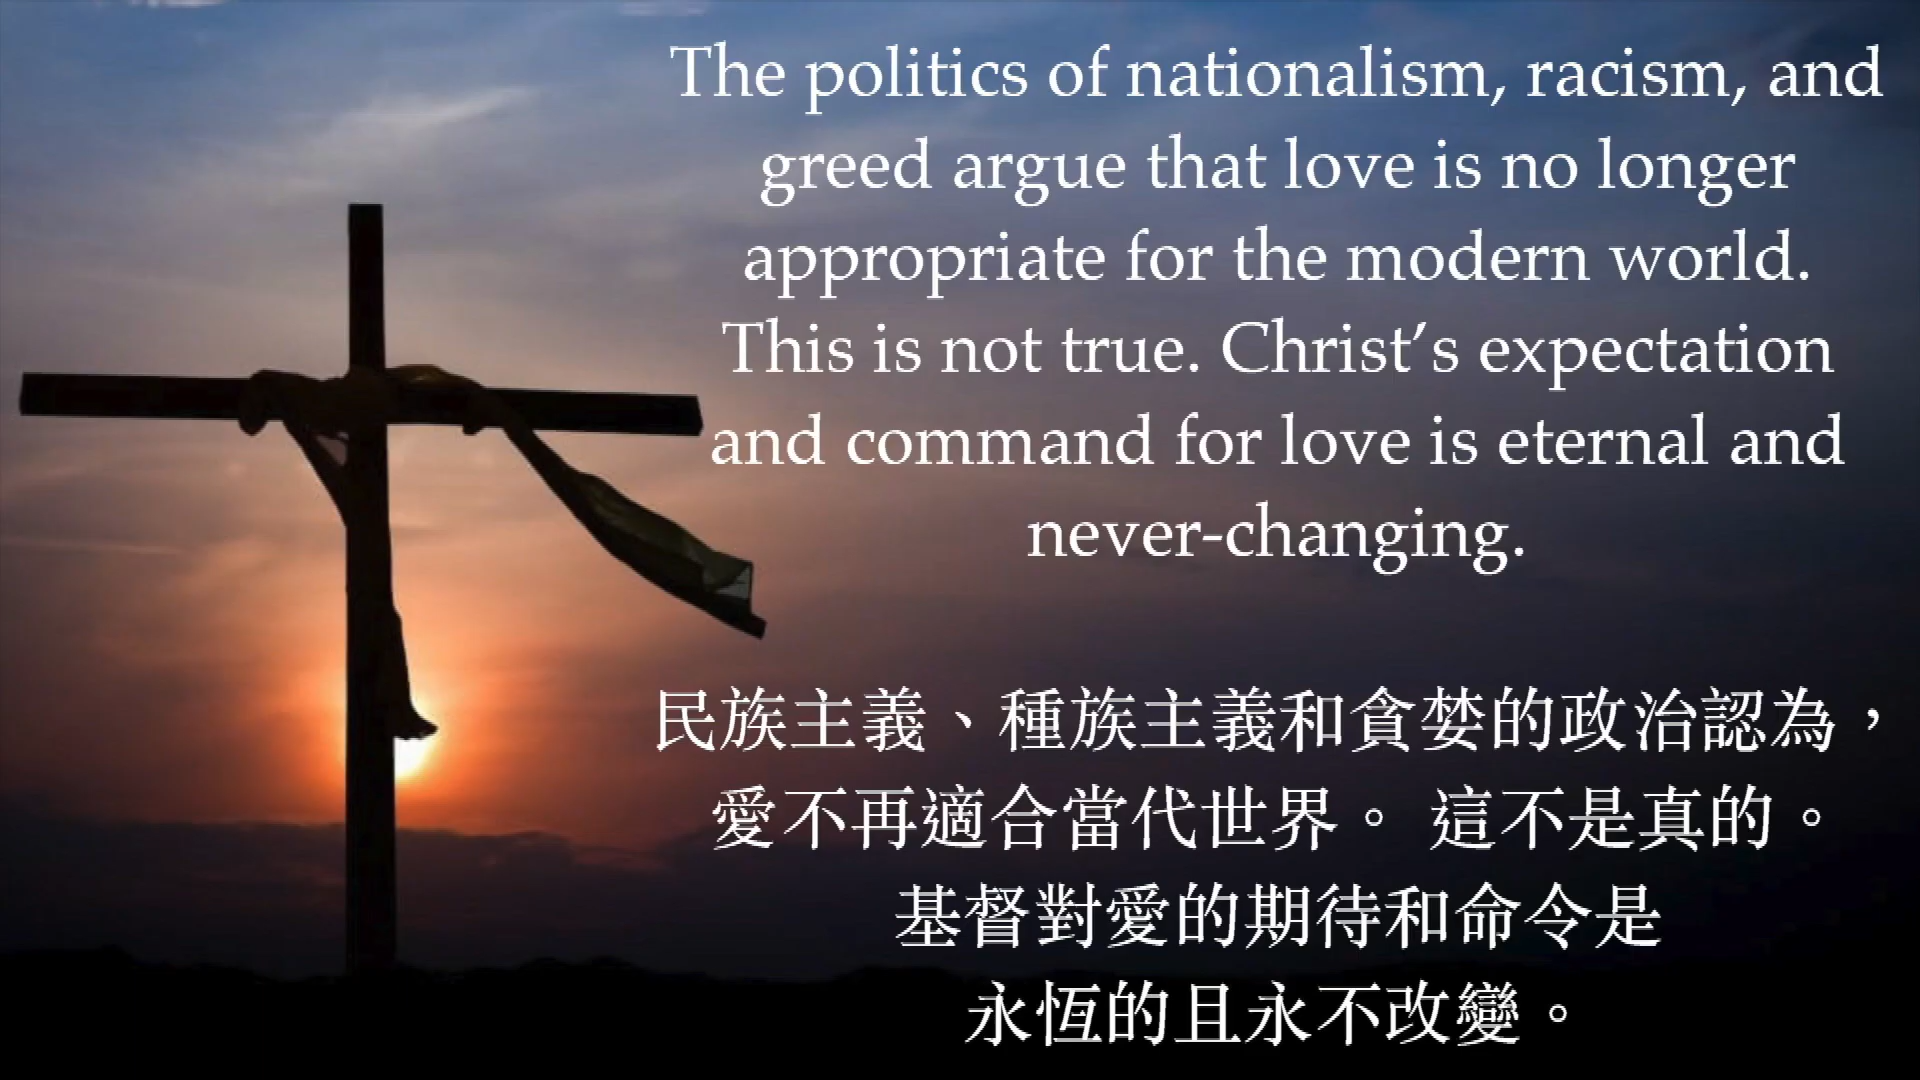 The politics of nationalism, racism, and
greed argue that love is no longer
appropriate for the modern world.
This is not true. Christ’s expectation
and command for love is eternal and
never-changing.
民族主義、種族主義和貪婪的政治認為，
愛不再適合當代世界。 這不是真的。
基督對愛的期待和命令是
永恆的且永不改變。